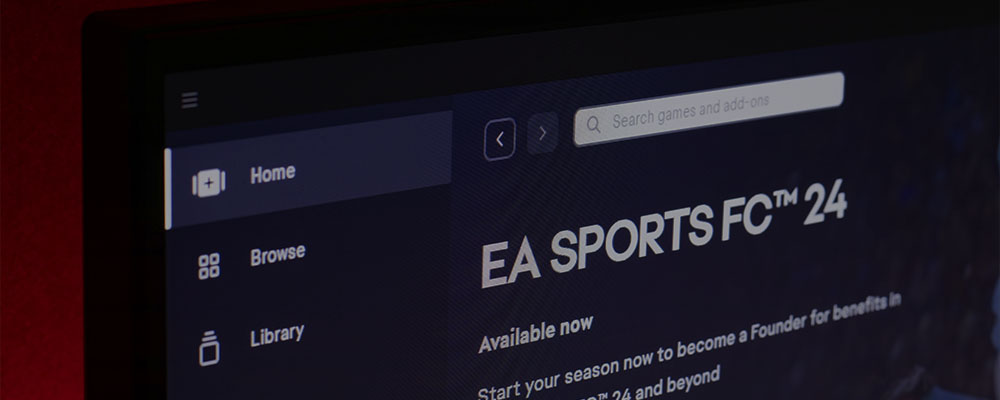 Search games and add-ons
Home
EA SPORTS FC™ 24
Browse
Available now
Library
Start your season now to become a Founder for benefits in
™ 24 and beyond